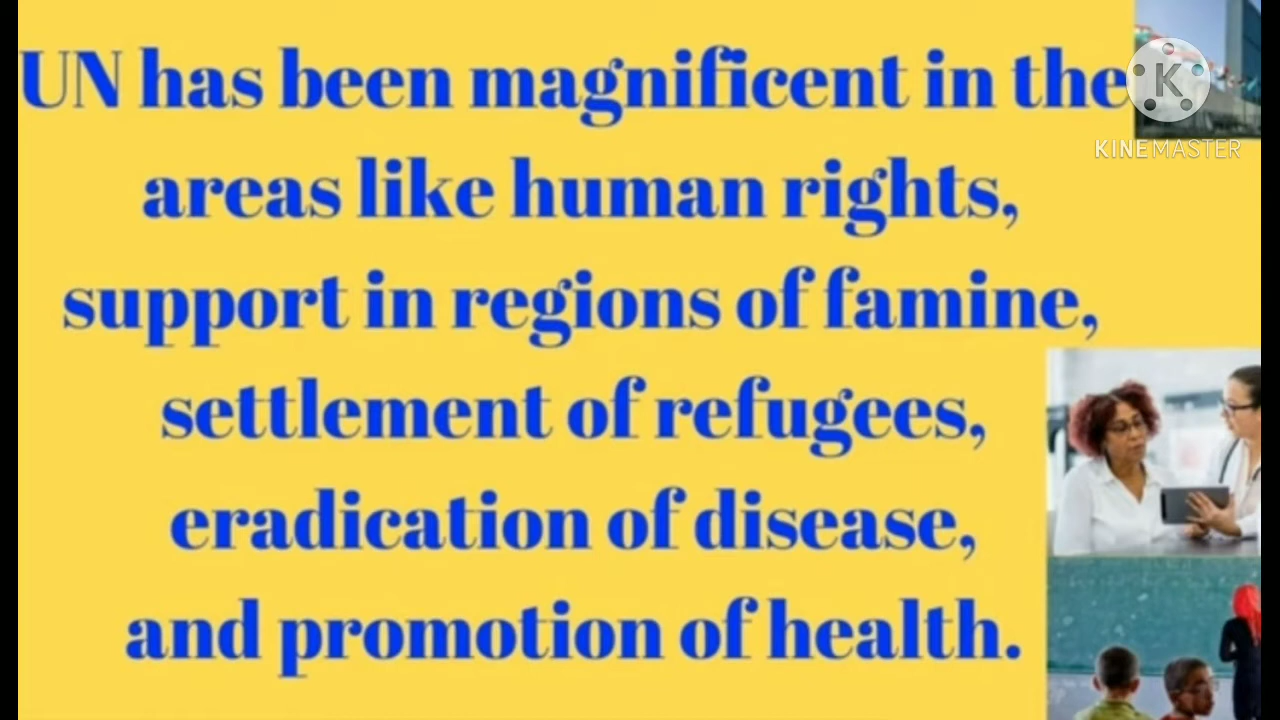 UN has been magnificent in the
areas like human rights,
support in regions of famine,
settlement of refugees,
eradication of disease,
and promotion of health.
K
KINEMASTER